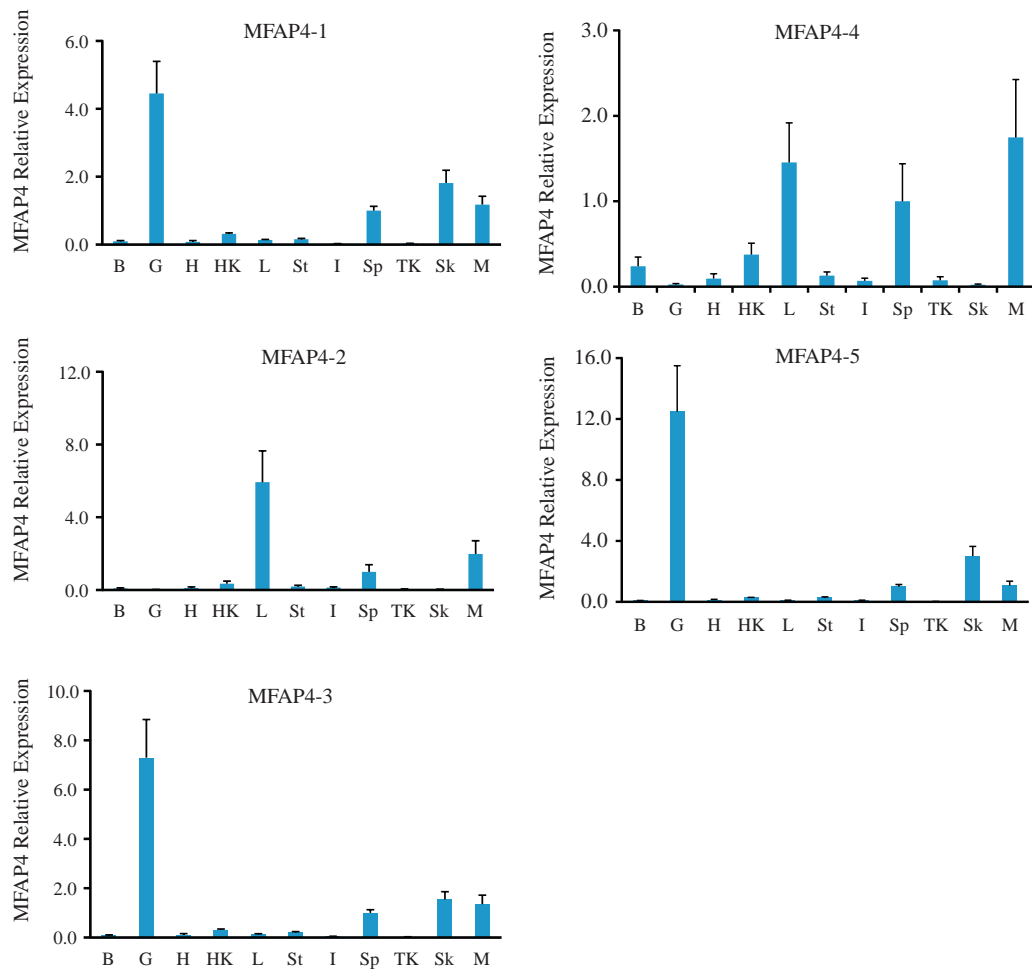 MFAP4-1
MFAP4 Relative Expression
6.0
4.0
2.0
0.0
B G H HK L St I Sp TK Sk M
MFAP4-4
MFAP4 Relative Expression
3.0
2.0
1.0
0.0
B G H HK L St I Sp TK Sk M
MFAP4-2
MFAP4 Relative Expression
12.0
8.0
4.0
0.0
B G H HK L St I Sp TK Sk M
MFAP4-5
MFAP4 Relative Expression
16.0
12.0
8.0
4.0
0.0
B G H HK L St I Sp TK Sk M
MFAP4-3
MFAP4 Relative Expression
10.0
8.0
6.0
4.0
2.0
0.0
B G H HK L St I Sp TK Sk M